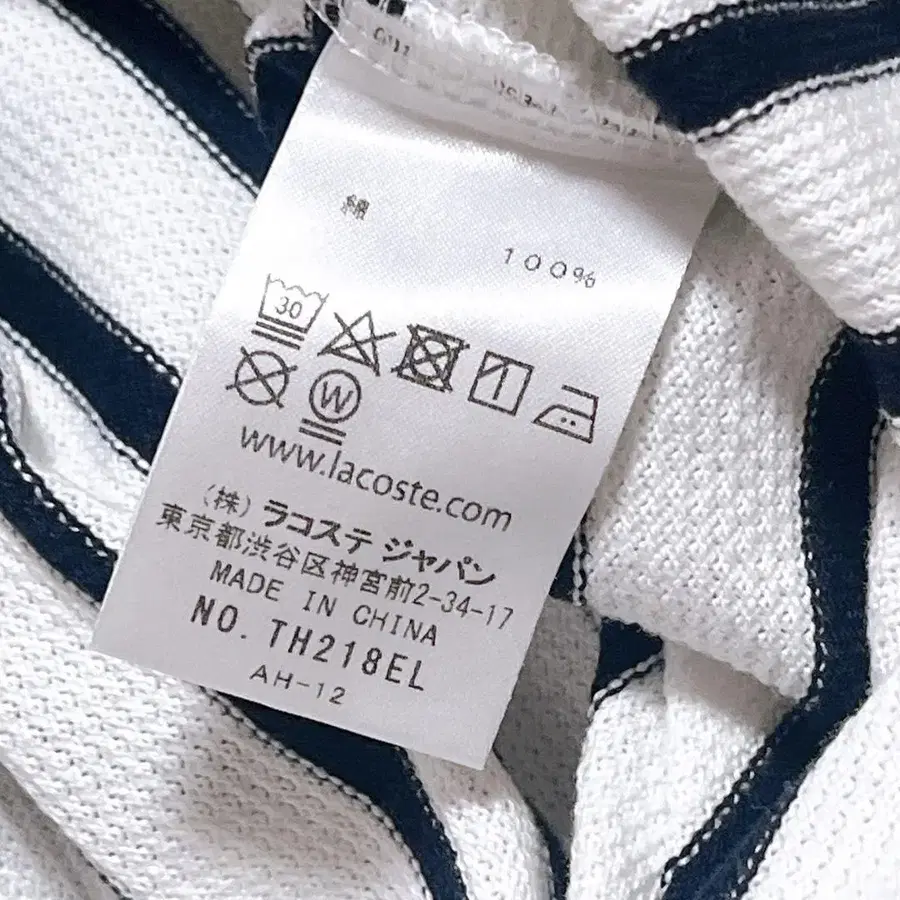 綿
100%
30
W
www.lacoste.com
(株) ラコステ ジャパン
東京都渋谷区神宮前2-34-17
MADE IN CHINA
NO. TH218EL
AH-12